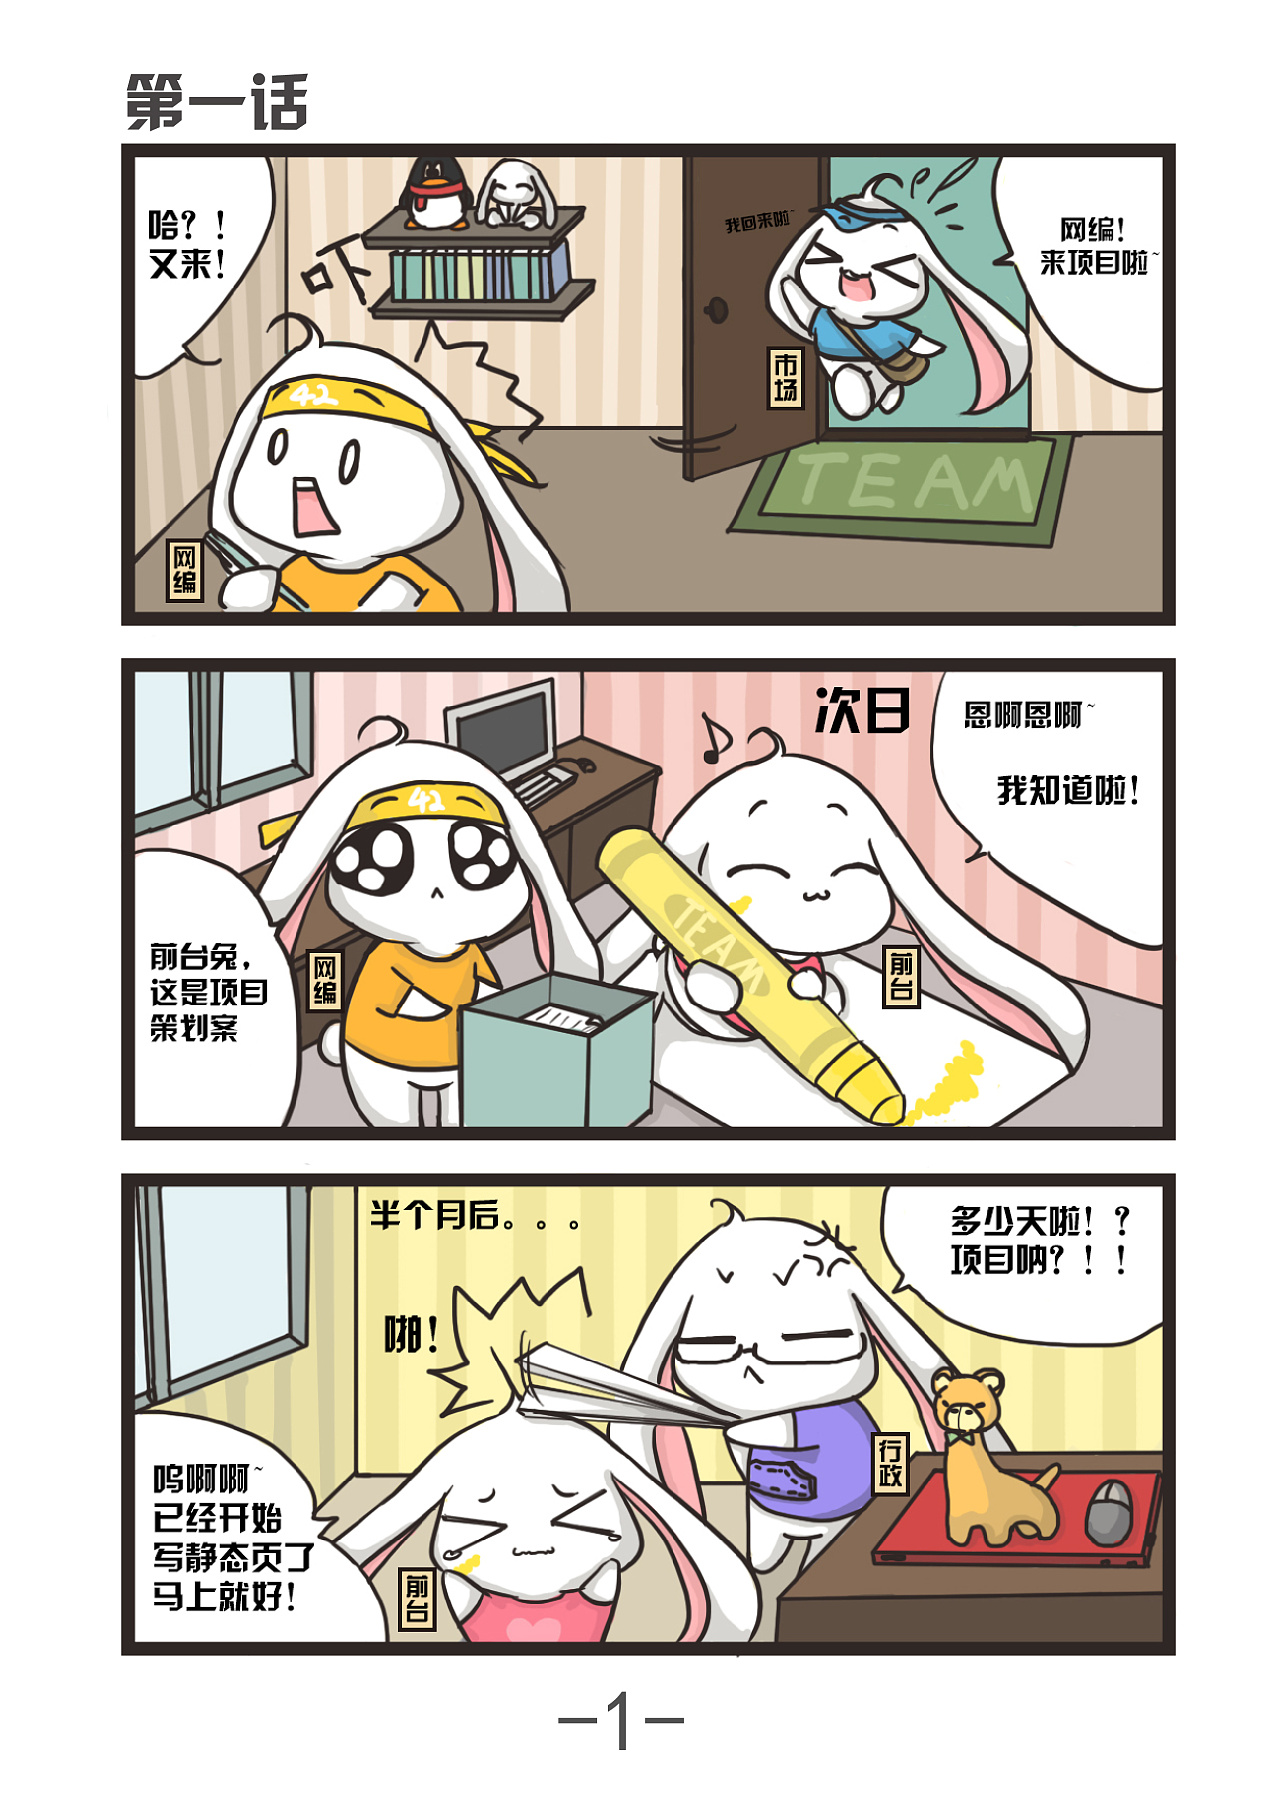 第一话
哈？！
又来！
吓
我回来啦~
网编！
来项目啦~
市场
TEAM
42
网编
次日
恩啊恩啊~
我知道啦！
42
TEAM
前台兔，
这是项目
策划案
网编
前台
半个月后。。。
多少天啦！？
项目呐？！！
啪！
行政
呜啊啊~
已经开始
写静态页了
马上就好！
前台
-1-